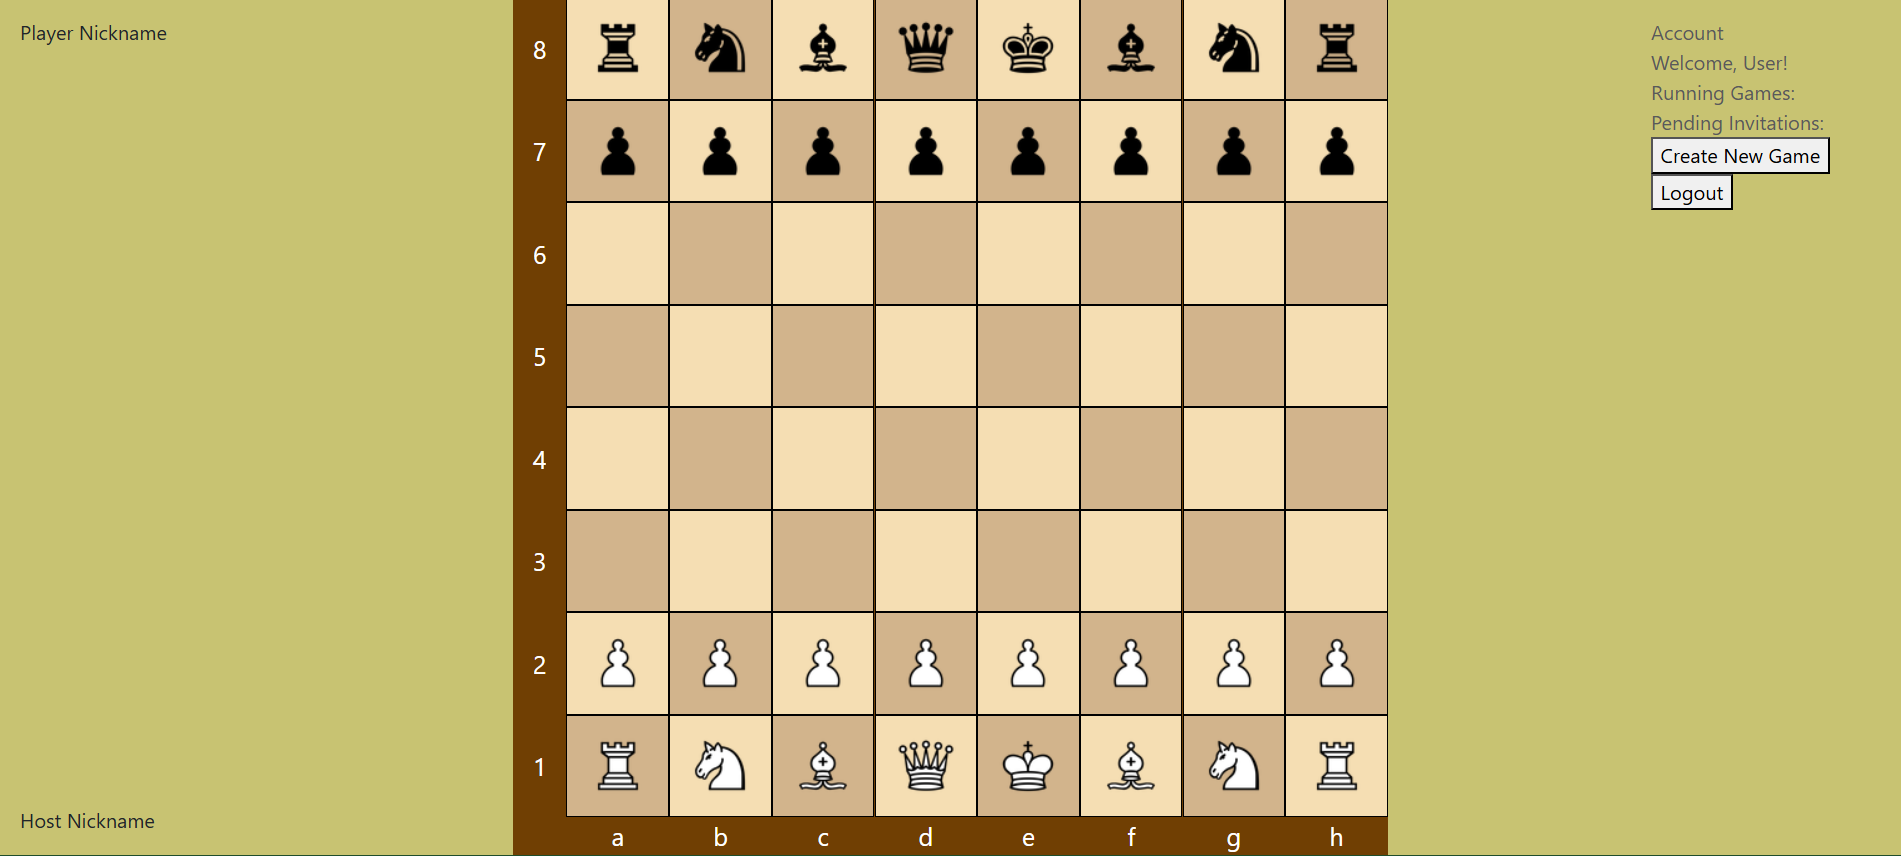 Player Nickname
8
7
6
5
4
3
2
1
a b c d e f g h
Host Nickname
Account
Welcome, User!
Running Games:
Pending Invitations:
Create New Game
Logout